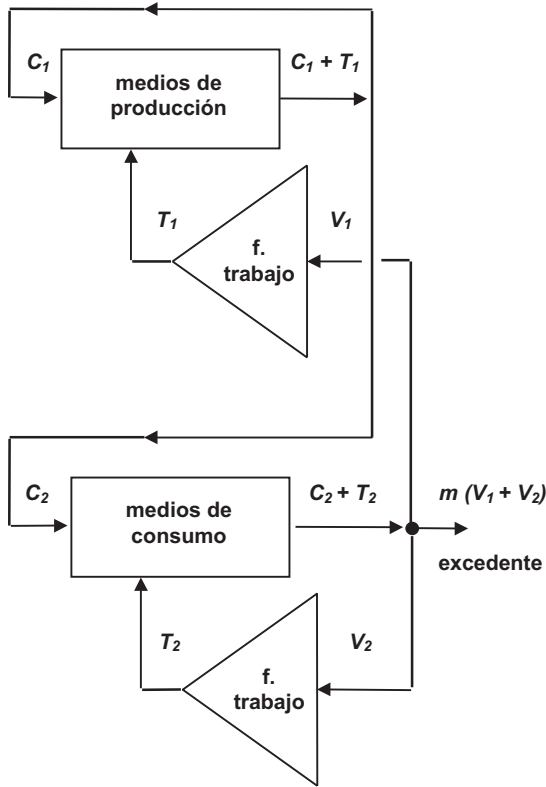 C₁
C₁ + T₁
medios de
producción
T₁
V₁
f.
trabajo
C₂
C₂ + T₂
m (V₁ + V₂)
medios de
consumo
excedente
T₂
V₂
f.
trabajo